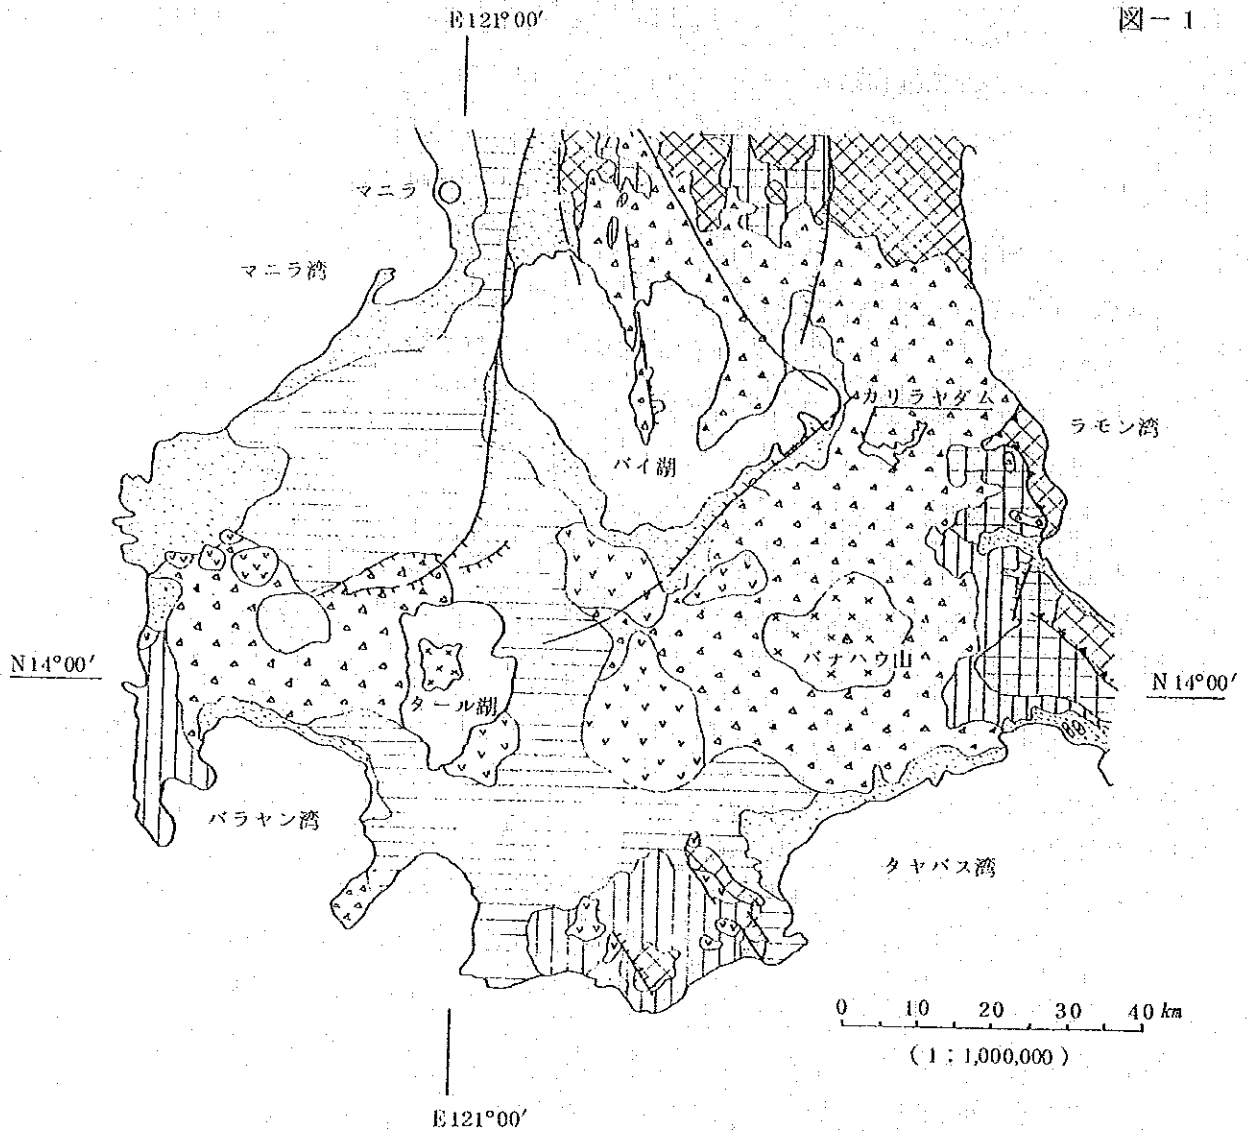 図－1
E121°00′
マニラ
マニラ湾
カリラヤダム
ラモン湾
バイ湖
N14°00′
バナハウ山
N14°00′
タール湖
バラヤン湾
タヤバス湾
0 10 20 30 40 km
(1:1,000,000)
E121°00′